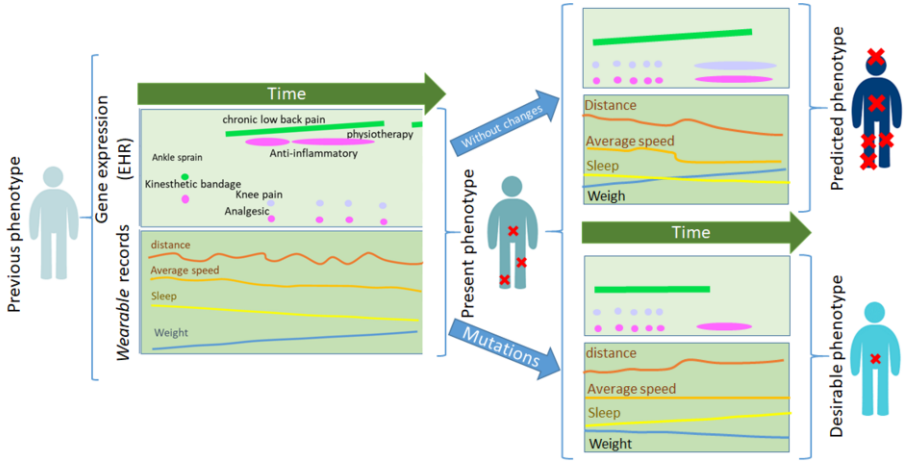 Previous phenotype
Gene expression
(EHR)
Wearable records
Time
chronic low back pain
physiotherapy
Anti-inflammatory
Ankle sprain
Kinesthetic bandage
Knee pain
Analgesic
distance
Average speed
Sleep
Weight
Present phenotype
Without changes
Mutations
Distance
Average speed
Sleep
Weigh
Predicted phenotype
Time
distance
Average speed
Sleep
Weight
Desirable phenotype